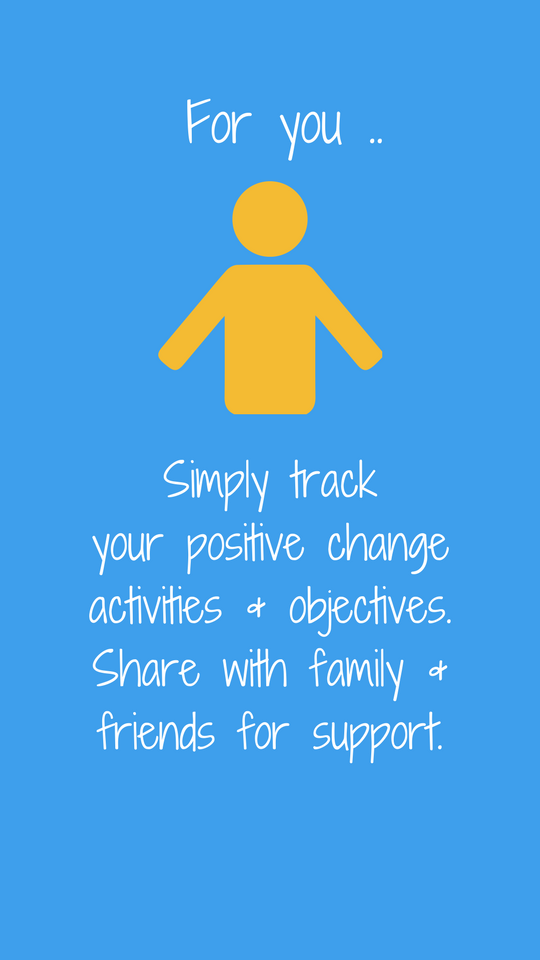 For you ..
Simply track
your positive change
activities & objectives.
Share with family &
friends for support.